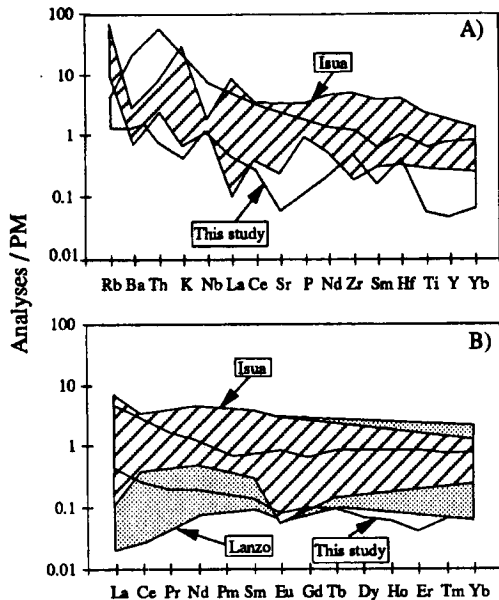 A)
100
10
1
0.1
0.01
Isua
This study
Rb Ba Th K Nb La Ce Sr P Nd Zr Sm Hf Ti Y Yb
Analyses / PM
B)
100
10
1
0.1
0.01
Isua
Lanzo
This study
La Ce Pr Nd Pm Sm Eu Gd Tb Dy Ho Er Tm Yb